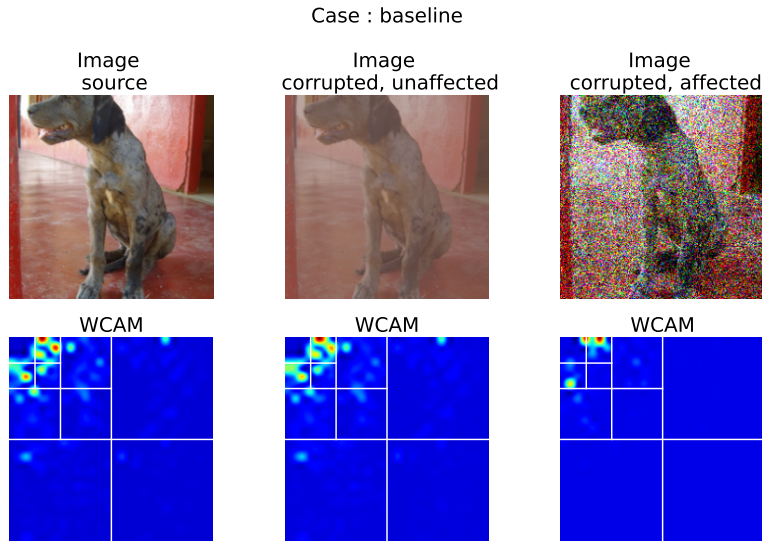 Case : baseline
Image
source
Image
corrupted, unaffected
Image
corrupted, affected
WCAM
WCAM
WCAM